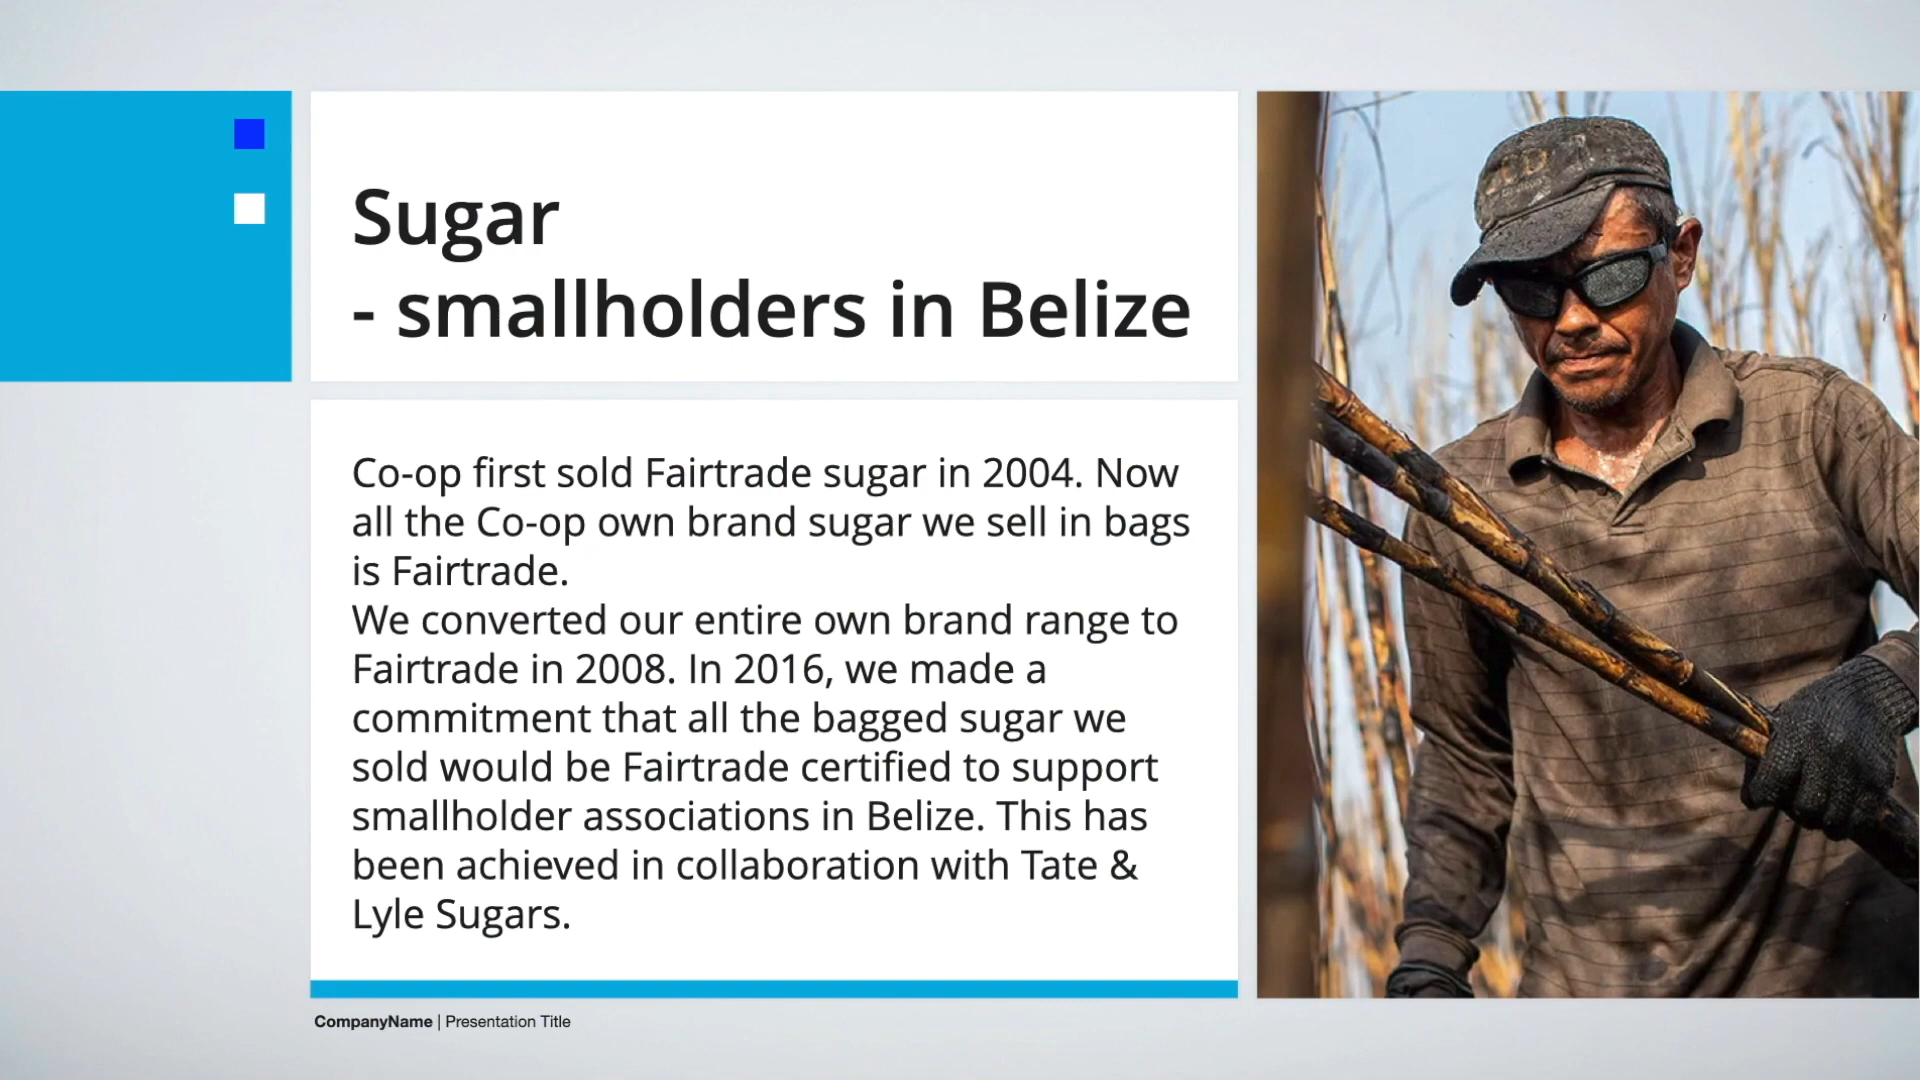 Sugar
- smallholders in Belize
Co-op first sold Fairtrade sugar in 2004. Now
all the Co-op own brand sugar we sell in bags
is Fairtrade.
We converted our entire own brand range to
Fairtrade in 2008. In 2016, we made a
commitment that all the bagged sugar we
sold would be Fairtrade certified to support
smallholder associations in Belize. This has
been achieved in collaboration with Tate &
Lyle Sugars.
CompanyName | Presentation Title